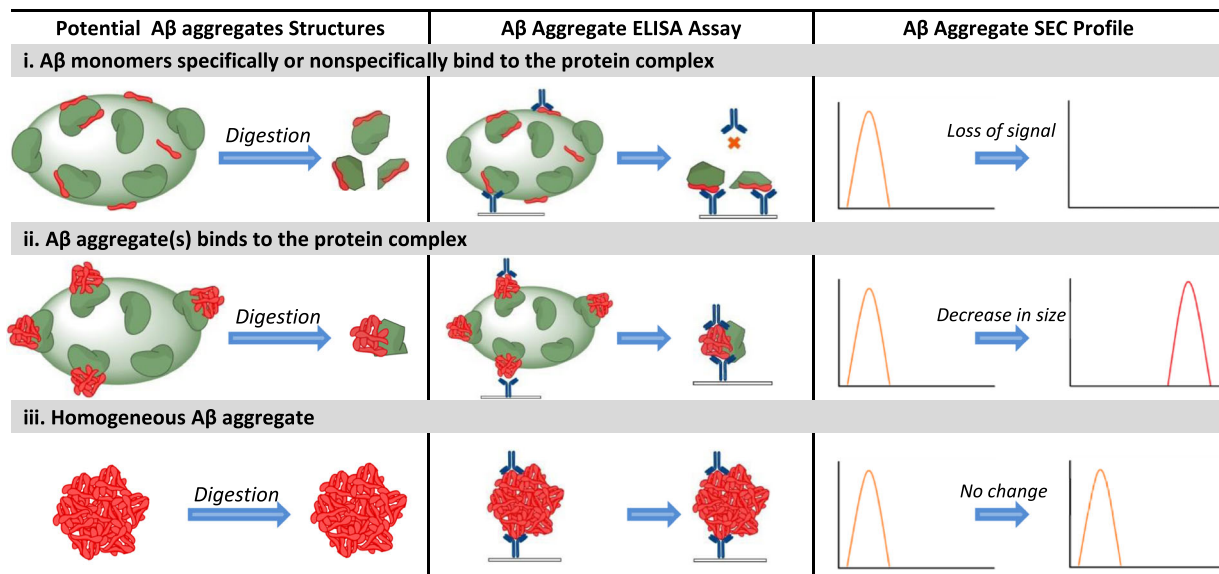 Potential Aβ aggregates Structures
Aβ Aggregate ELISA Assay
Aβ Aggregate SEC Profile
i. Aβ monomers specifically or nonspecifically bind to the protein complex
Digestion
Loss of signal
ii. Aβ aggregate(s) binds to the protein complex
Digestion
Decrease in size
iii. Homogeneous Aβ aggregate
Digestion
No change